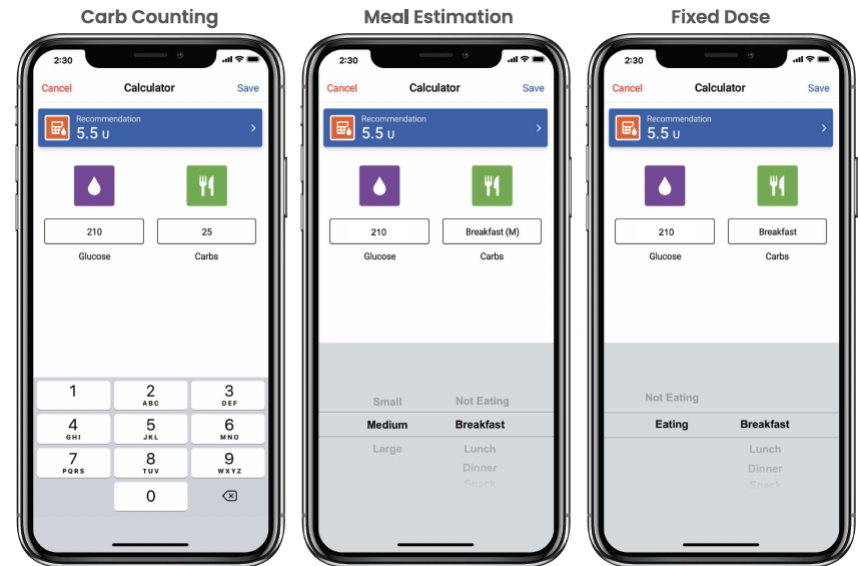 Carb Counting
2:30
Cancel Calculator Save
Recommendation
5.5 U
210 25
Glucose Carbs
1 2 3
ABC DEF
4 5 6
GHI JKL MNO
7 8 9
PQRS TUV WXYZ
0
Meal Estimation
2:30
Cancel Calculator Save
Recommendation
5.5 U
210 Breakfast (M)
Glucose Carbs
Small Not Eating
Medium Breakfast
Large Lunch
Dinner
Snack
Fixed Dose
2:30
Cancel Calculator Save
Recommendation
5.5 U
210 Breakfast
Glucose Carbs
Not Eating
Eating Breakfast
Lunch
Dinner
Snack